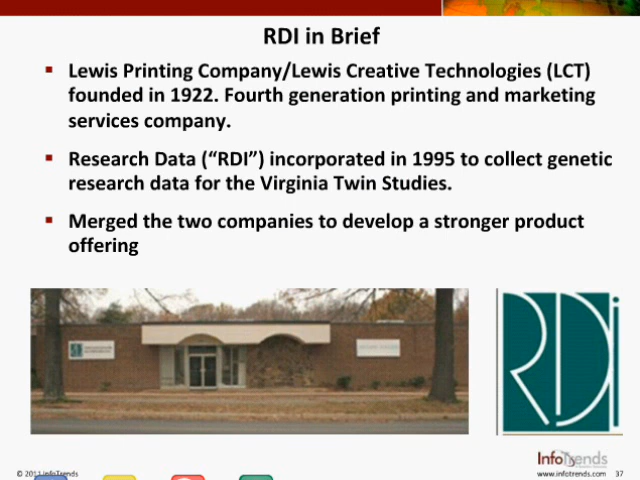 RDI in Brief
Lewis Printing Company/Lewis Creative Technologies (LCT)
founded in 1922. Fourth generation printing and marketing
services company.
Research Data (“RDI”) incorporated in 1995 to collect genetic
research data for the Virginia Twin Studies.
Merged the two companies to develop a stronger product
offering
RDi
InfoTrends
© 2011 InfoTrends
www.infotrends.com 37